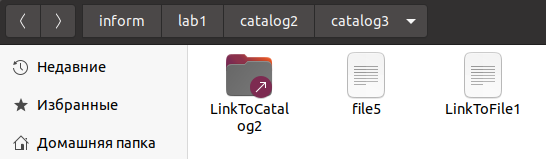 inform lab1 catalog2 catalog3
Недавние
Избранные
Домашняя папка
LinkToCatal
og2
file5
LinkToFile1